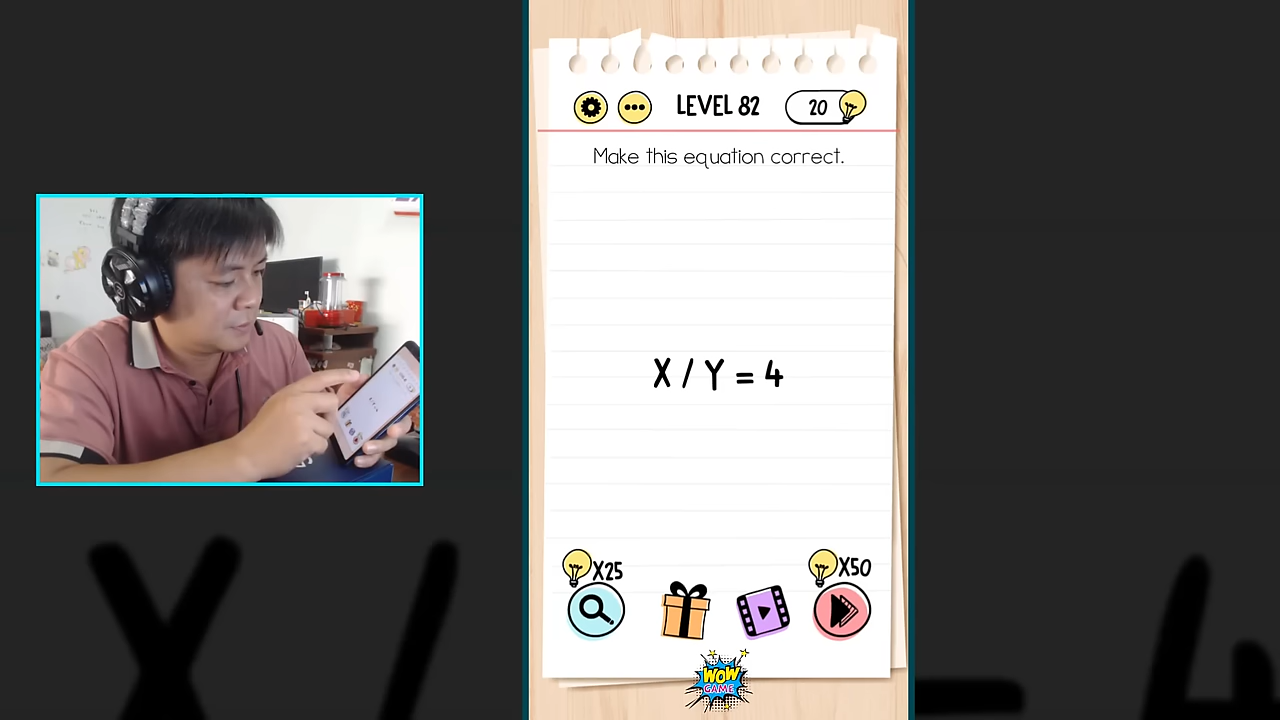 LEVEL 82
20
Make this equation correct.
X / Y = 4
X25
X50
WOW
GAME